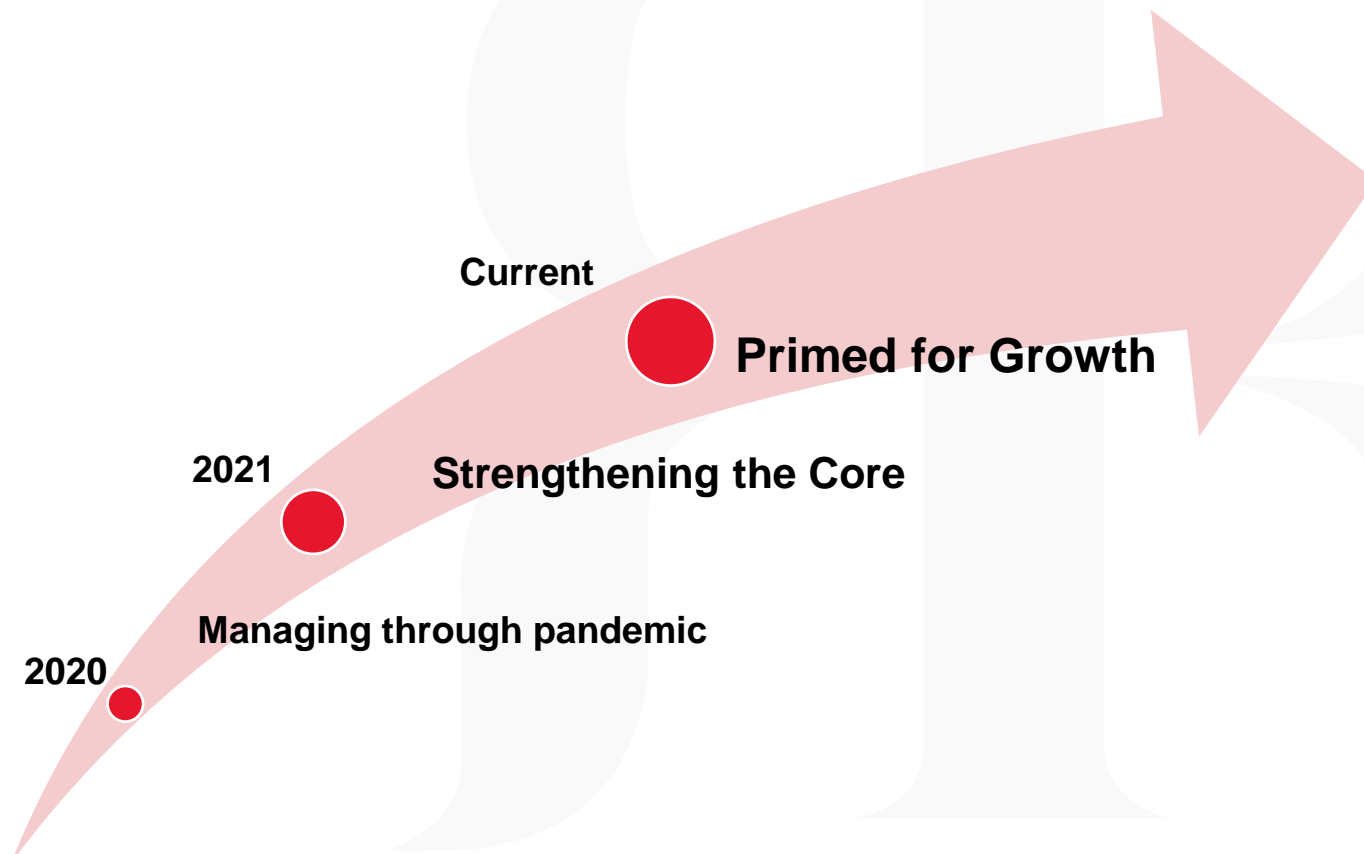 Current
Primed for Growth
2021
Strengthening the Core
Managing through pandemic
2020